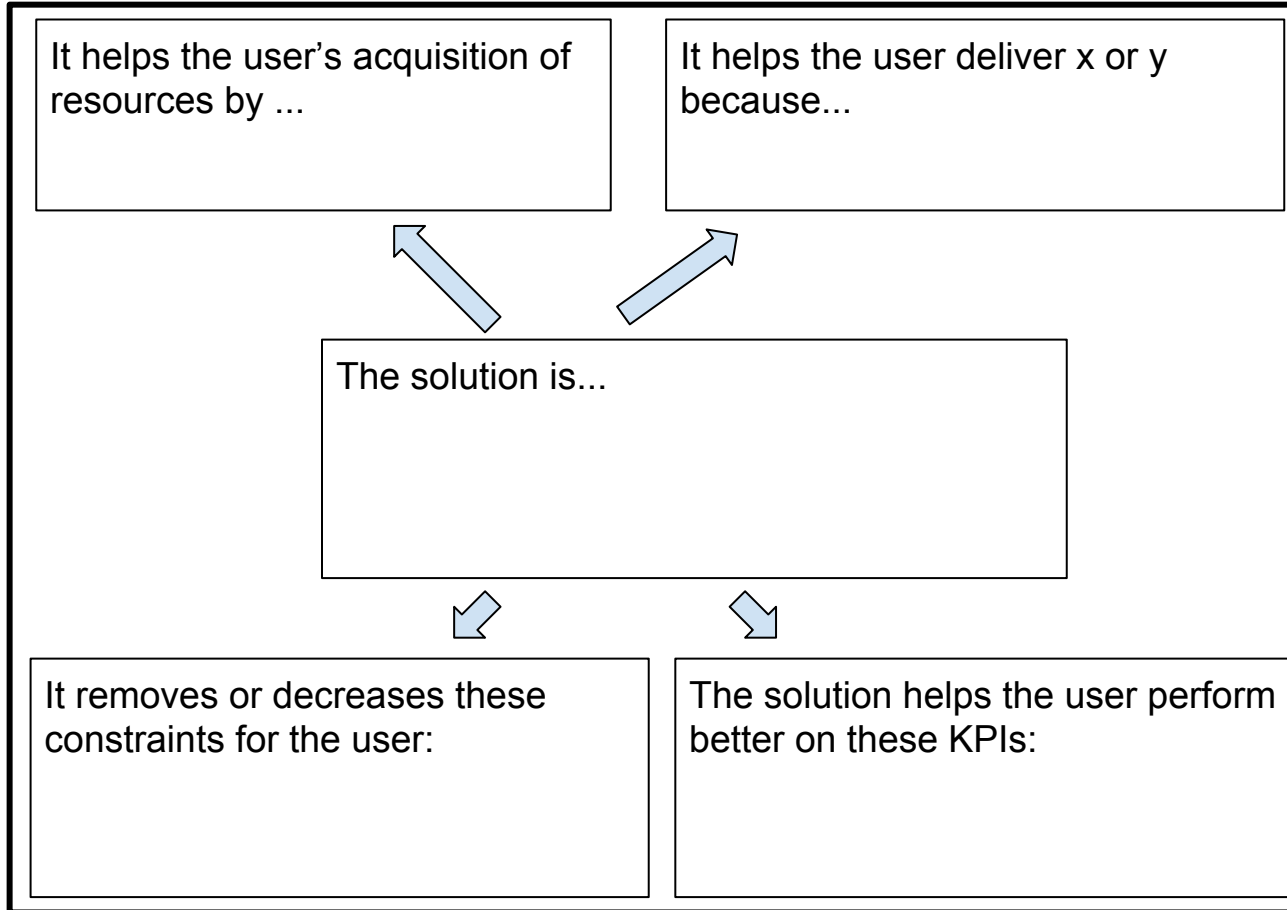 It helps the user’s acquisition of
resources by ...
It helps the user deliver x or y
because...
The solution is...
It removes or decreases these
constraints for the user:
The solution helps the user perform
better on these KPIs: